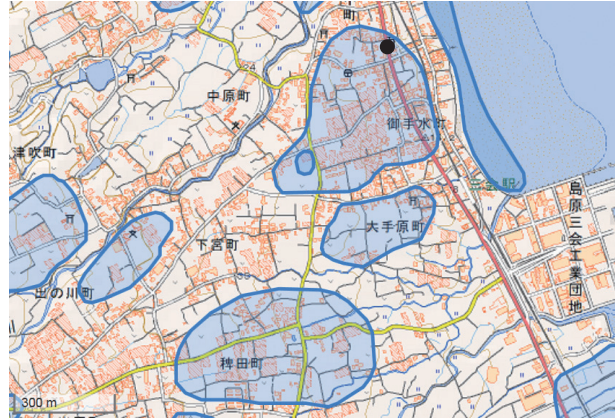 町
中原町
御手水町
津吹町
三会駅
島原三会工業団地
大手原町
下宮町
出の川町
稗田町
300 m